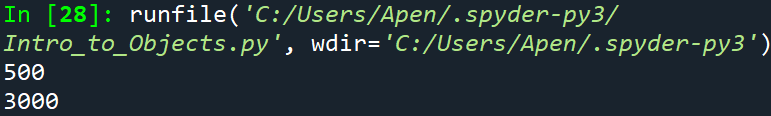 In [28]: runfile('C:/Users/Apen/.spyder-py3/
Intro_to_Objects.py', wdir='C:/Users/Apen/.spyder-py3')
500
3000